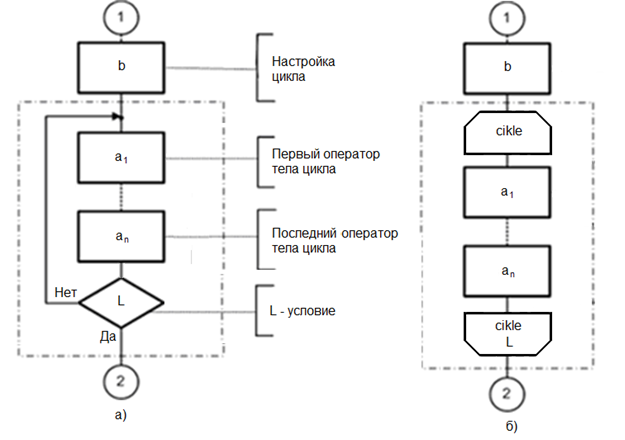 1
b
Настройка
цикла
a1
Первый оператор
тела цикла
an
Последний оператор
тела цикла
Нет
L
L - условие
Да
2
а)
1
b
cikle
a1
an
cikle
L
2
б)